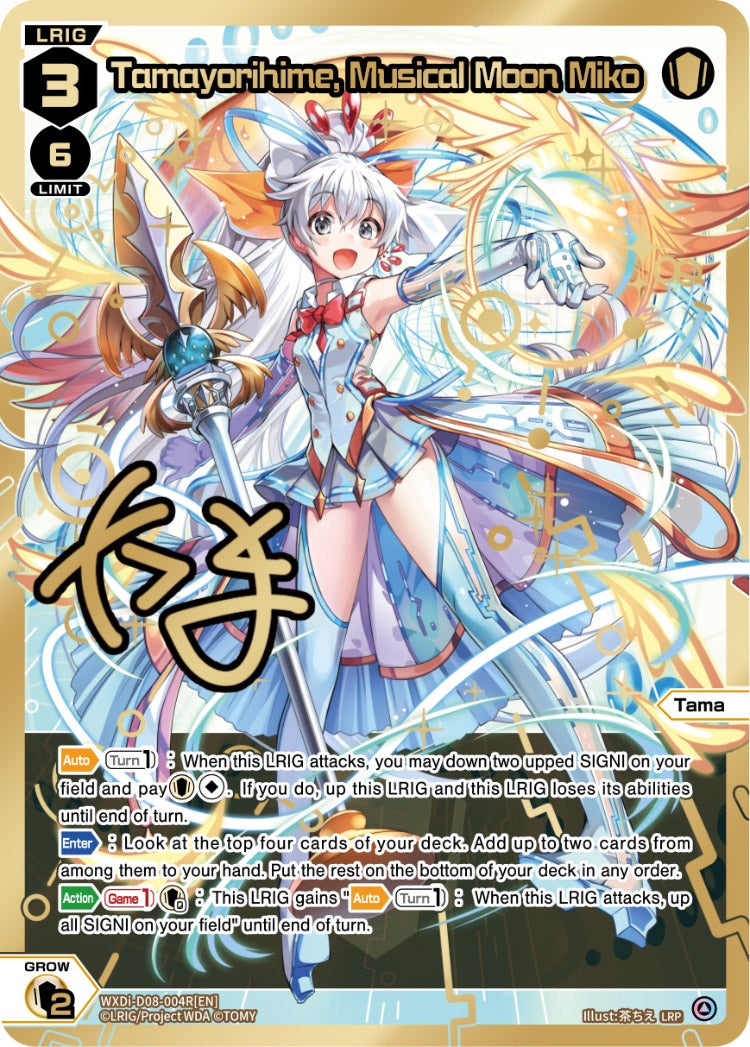 LRIG
3
Tamayorihime, Musical Moon Miko
6
LIMIT
たま
Tama
Auto Turn 1 : When this LRIG attacks, you may down two upped SIGNI on your
field and pay . If you do, up this LRIG and this LRIG loses its abilities
until end of turn.
Enter : Look at the top four cards of your deck. Add up to two cards from
among them to your hand. Put the rest on the bottom of your deck in any order.
Action Game 1 0 : This LRIG gains "Auto Turn 1 : When this LRIG attacks, up
all SIGNI on your field" until end of turn.
GROW
2
WXDi-D08-004R[EN]
©LRIG/ProjectWDA ©TOMY
Illust:茶ちえ LRP